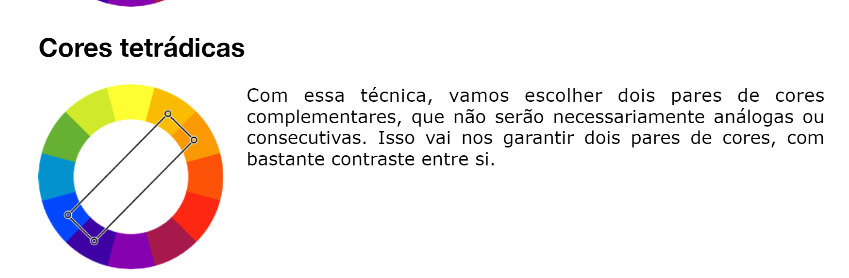 Cores tetrádicas
Com essa técnica, vamos escolher dois pares de cores
complementares, que não serão necessariamente análogas ou
consecutivas. Isso vai nos garantir dois pares de cores, com
bastante contraste entre si.